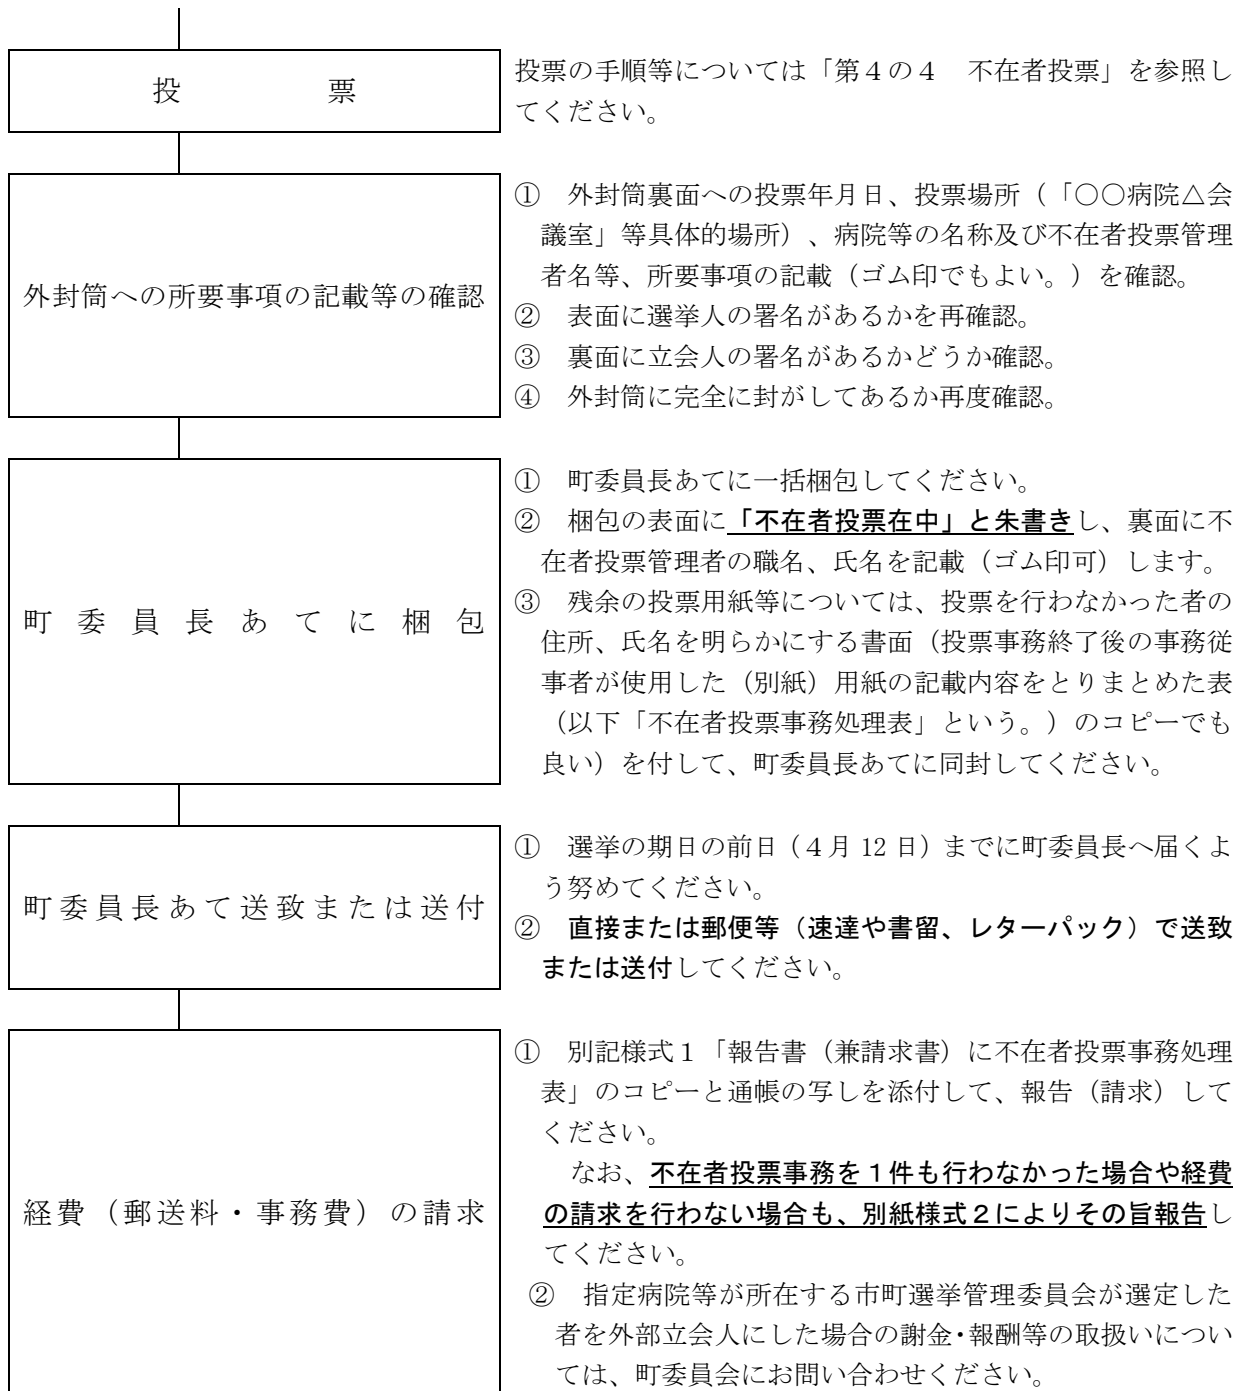 投票
投票の手順等については「第４の４　不在者投票」を参照し
てください。
外封筒への所要事項の記載等の確認
①　外封筒裏面への投票年月日、投票場所（「〇〇病院△会
議室」等具体的場所）、病院等の名称及び不在者投票管理
者名等、所要事項の記載（ゴム印でもよい。）を確認。
②　表面に選挙人の署名があるかを再確認。
③　裏面に立会人の署名があるかどうか確認。
④　外封筒に完全に封がしてあるか再度確認。
町委員長あてに梱包
①　町委員長あてに一括梱包してください。
②　梱包の表面に「不在者投票在中」と朱書きし、裏面に不
在者投票管理者の職名、氏名を記載（ゴム印可）します。
③　残余の投票用紙等については、投票を行わなかった者の
住所、氏名を明らかにする書面（投票事務終了後の事務従
事者が使用した（別紙）用紙の記載内容をとりまとめた表
（以下「不在者投票事務処理表」という。）のコピーでも
良い）を付して、町委員長あてに同封してください。
町委員長あて送致または送付
①　選挙の期日の前日（４月 12 日）までに町委員長へ届くよ
う努めてください。
②　直接または郵便等（速達や書留、レターパック）で送致
または送付してください。
経費（郵送料・事務費）の請求
①　別記様式１「報告書（兼請求書）に不在者投票事務処理
表」のコピーと通帳の写しを添付して、報告（請求）して
ください。
なお、不在者投票事務を１件も行わなかった場合や経費
の請求を行わない場合も、別紙様式２によりその旨報告し
てください。
②　指定病院等が所在する市町選挙管理委員会が選定した
者を外部立会人にした場合の謝金・報酬等の取扱いについ
ては、町委員会にお問い合わせください。